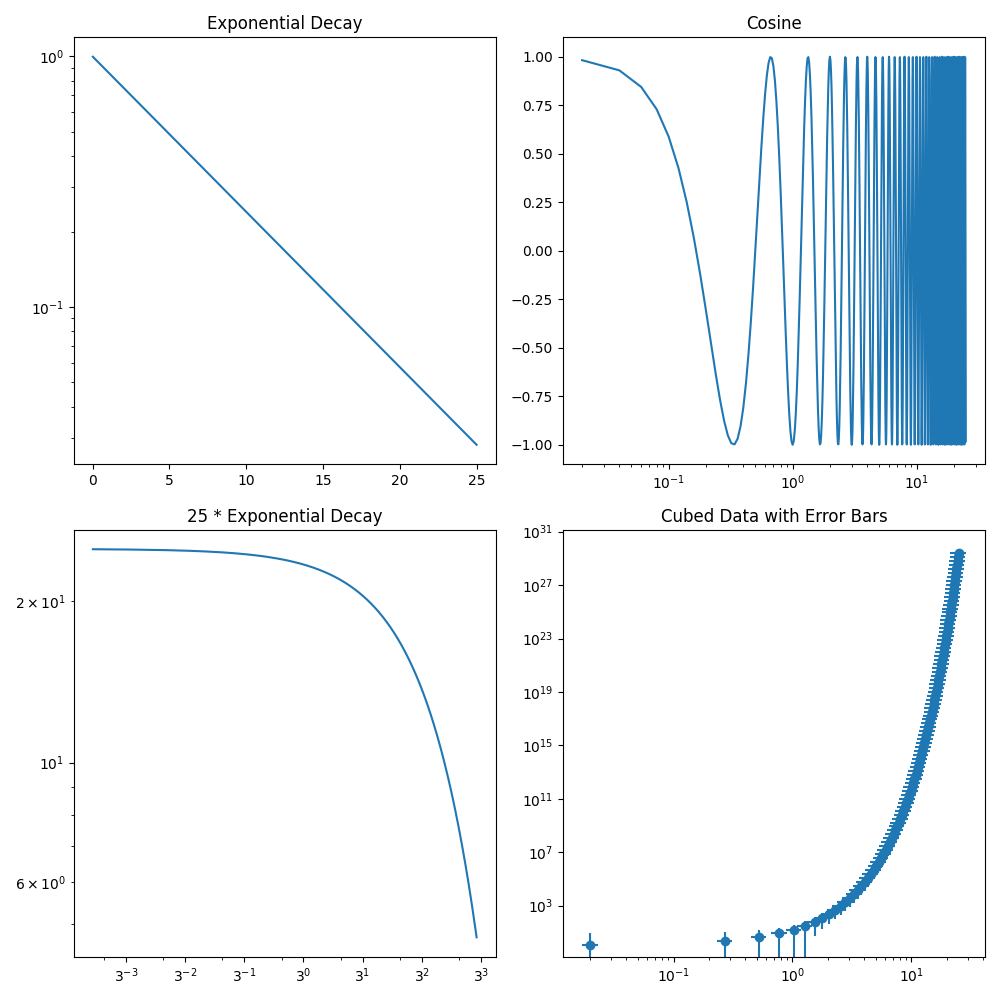 Exponential Decay
10⁰
10⁻¹
0 5 10 15 20 25
Cosine
1.00
0.75
0.50
0.25
0.00
−0.25
−0.50
−0.75
−1.00
10⁻¹ 10⁰ 10¹
25 * Exponential Decay
2 × 10¹
10¹
6 × 10⁰
3⁻³ 3⁻² 3⁻¹ 3⁰ 3¹ 3² 3³
Cubed Data with Error Bars
10³¹
10²⁷
10²³
10¹⁹
10¹⁵
10¹¹
10⁷
10³
10⁻¹ 10⁰ 10¹